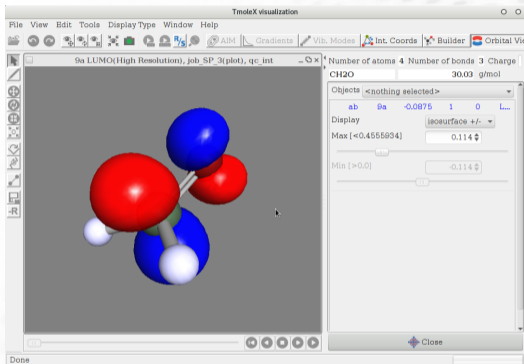 TmoleX visualization
File View Edit Tools Display Type Window Help
AIM Gradients Vib. Modes Int. Coords Builder Orbital Vie
9a LUMO(High Resolution), job_SP_3(plot), qc_int
Number of atoms 4 Number of bonds 3 Charge
CH2O 30.03 g/mol
Objects <nothing selected>
ab 9a -0.0875 1 0 L...
Display isosurface +/-
Max [<0.4555934] 0.114
Min [>0.0] -0.114
-R
Close
Done